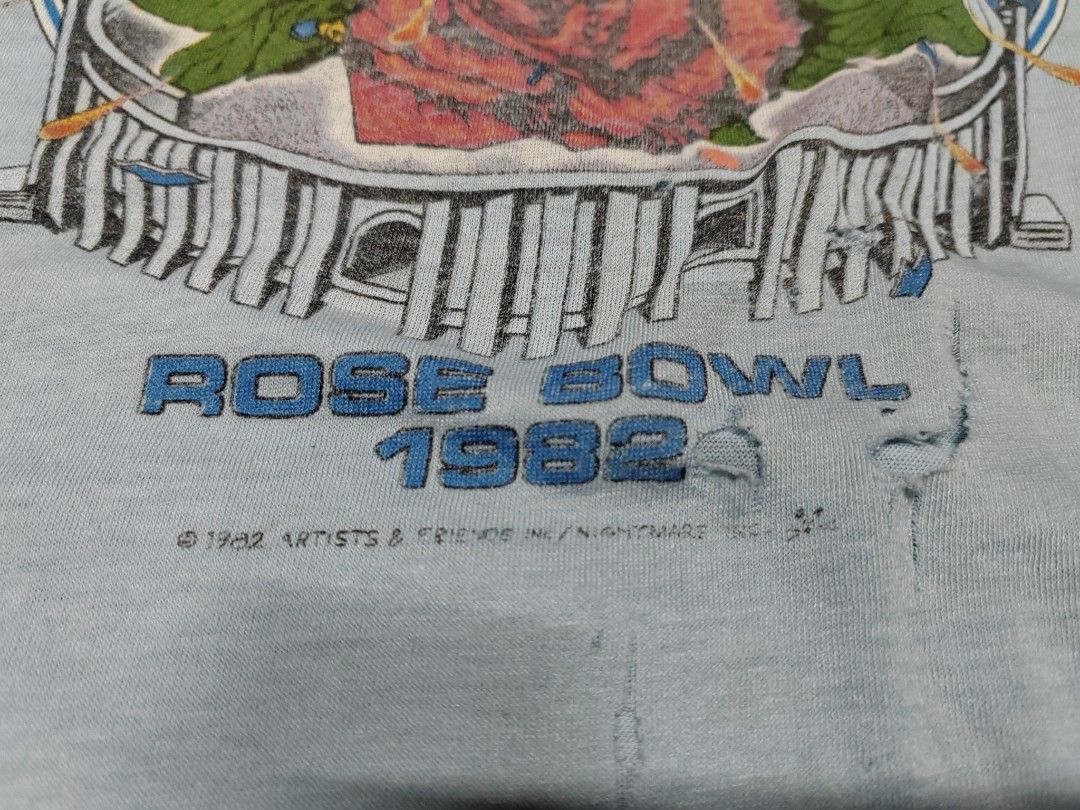 ROSE BOWL
1982
© 1982 ARTISTS & FRIENDS INC / NIGHTMARE